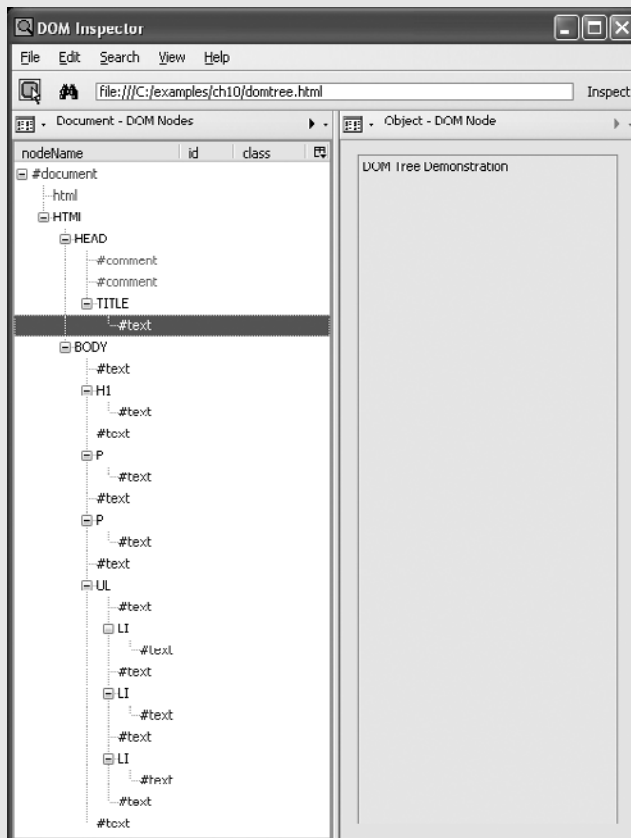 DOM Inspector
File Edit Search View Help
file:///C:/examples/ch10/domtree.html Inspect
Document - DOM Nodes
Object - DOM Node
nodeName id class
DOM Tree Demonstration
#document
html
HTML
HEAD
#comment
#comment
TITLE
#text
BODY
#text
H1
#text
#text
P
#text
#text
P
#text
#text
UL
#text
LI
#text
#text
LI
#text
#text
LI
#text
#text
#text